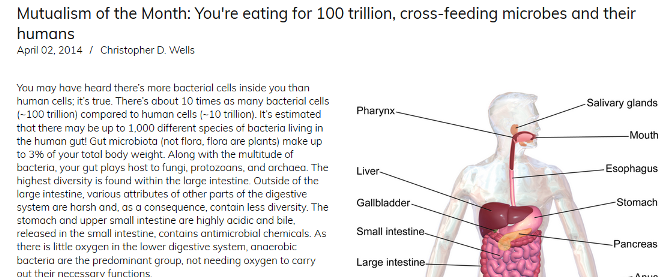 Mutualism of the Month: You're eating for 100 trillion, cross-feeding microbes and their
humans
April 02, 2014 / Christopher D. Wells
You may have heard there's more bacterial cells inside you than
human cells; it's true. There's about 10 times as many bacterial cells
(~100 trillion) compared to human cells (~10 trillion). It's estimated
that there may be up to 1,000 different species of bacteria living in
the human gut! Gut microbiota (not flora, flora are plants) make up
to 3% of your total body weight. Along with the multitude of
bacteria, your gut plays host to fungi, protozoans, and archaea. The
highest diversity is found within the large intestine. Outside of the
large intestine, various attributes of other parts of the digestive
system are harsh and, as a consequence, contain less diversity. The
stomach and upper small intestine are highly acidic and bile,
released in the small intestine, contains antimicrobial chemicals. As
there is little oxygen in the lower digestive system, anaerobic
bacteria are the predominant group, not needing oxygen to carry
out their necessary functions.
Pharynx
Liver
Gallbladder
Small intestine
Large intestine
Salivary glands
Mouth
Esophagus
Stomach
Pancreas
Anus